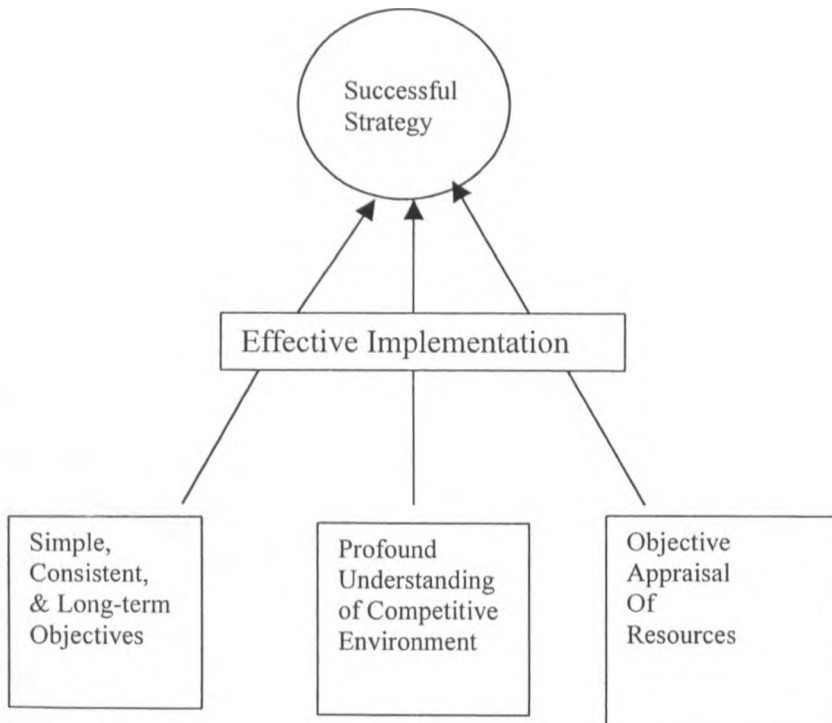 Successful
Strategy
Effective Implementation
Simple,
Consistent,
& Long-term
Objectives
Profound
Understanding
of Competitive
Environment
Objective
Appraisal
Of
Resources